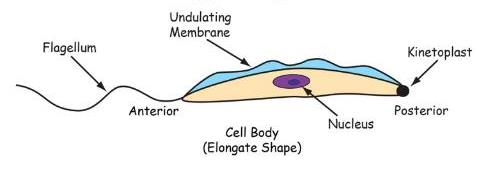 Undulating
Membrane
Flagellum
Kinetoplast
Anterior
Posterior
Nucleus
Cell Body
(Elongate Shape)